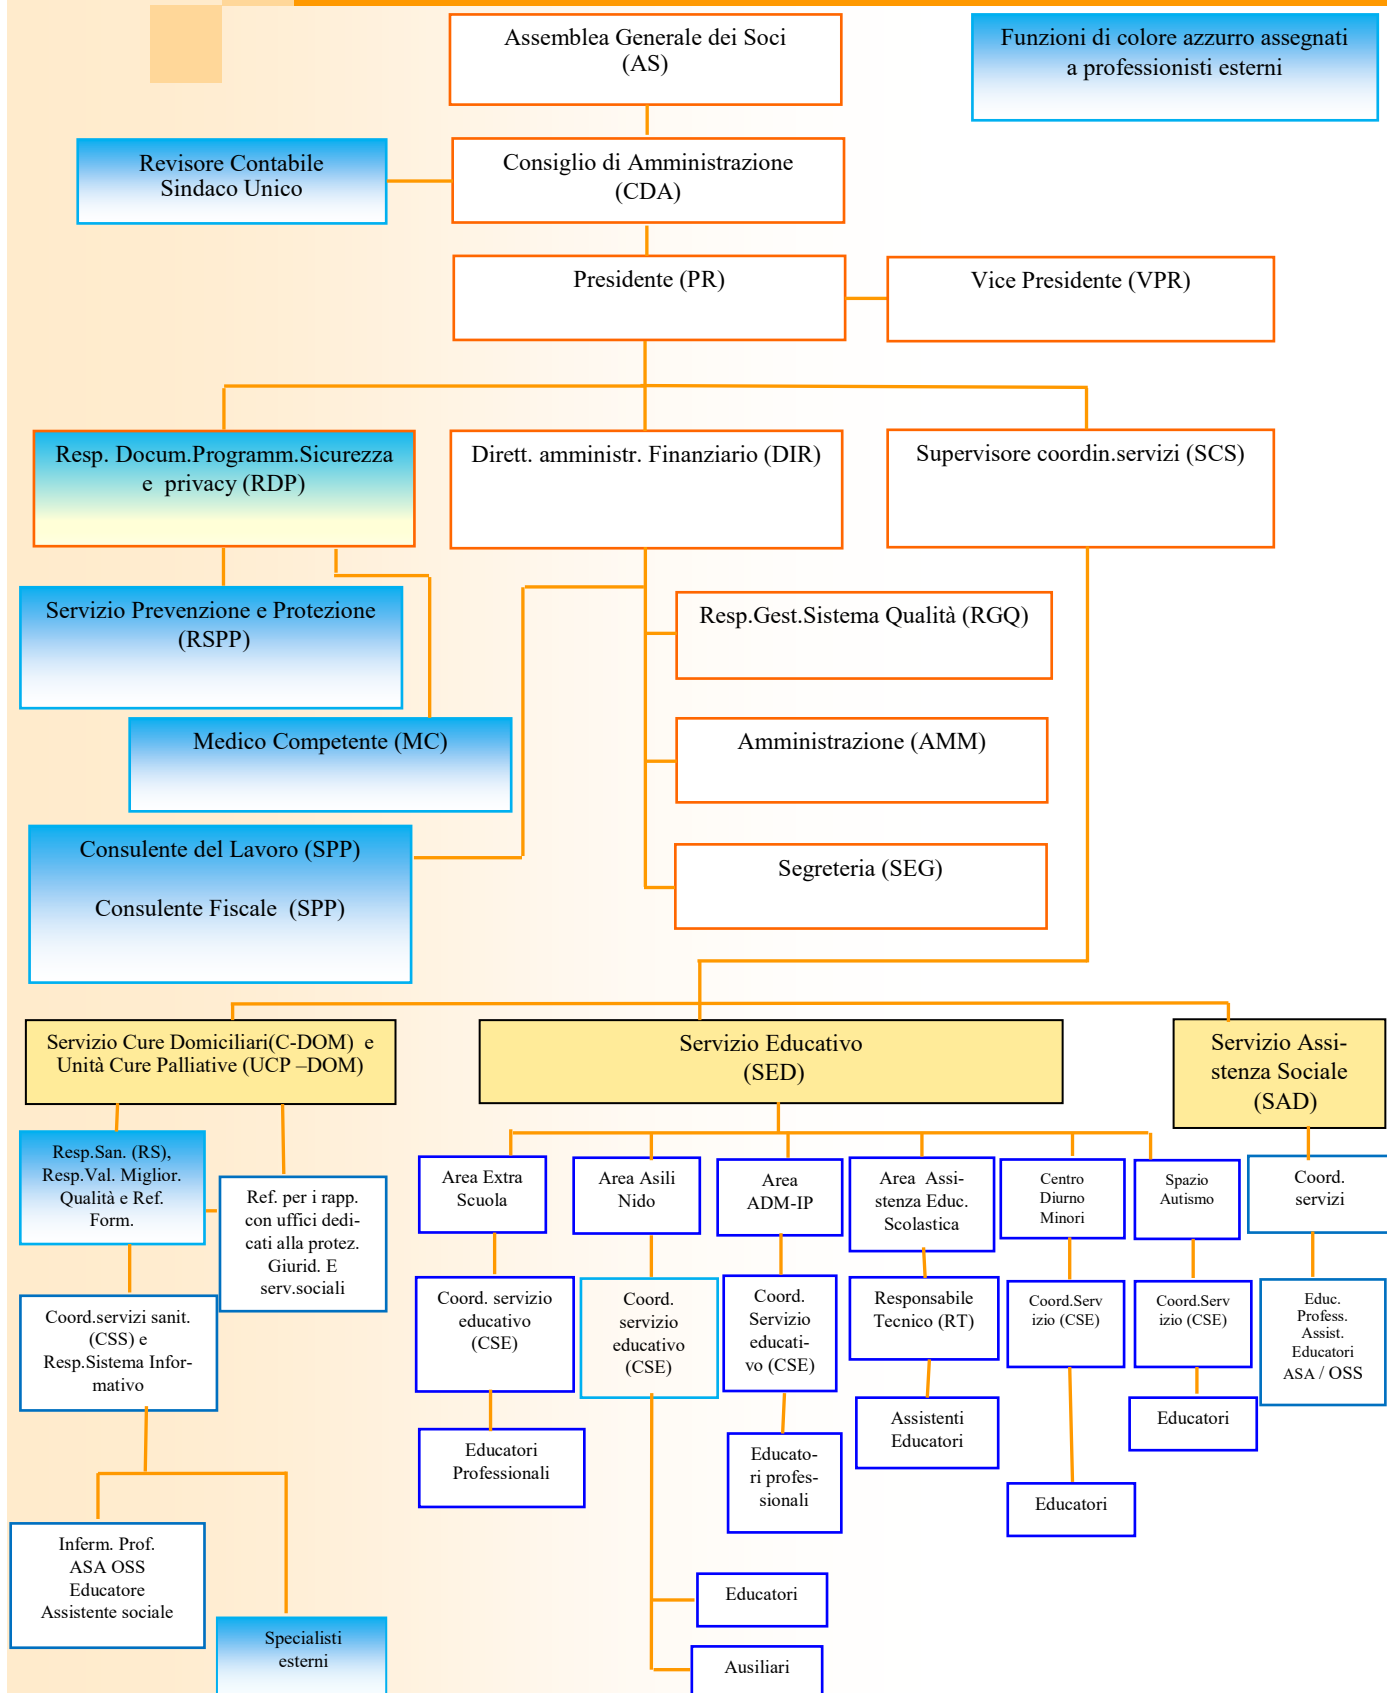 Assemblea Generale dei Soci
(AS)
Funzioni di colore azzurro assegnati
a professionisti esterni
Revisore Contabile
Sindaco Unico
Consiglio di Amministrazione
(CDA)
Presidente (PR)
Vice Presidente (VPR)
Resp. Docum.Programm.Sicurezza
e privacy (RDP)
Dirett. amministr. Finanziario (DIR)
Supervisore coordin.servizi (SCS)
Servizio Prevenzione e Protezione
(RSPP)
Resp.Gest.Sistema Qualità (RGQ)
Medico Competente (MC)
Amministrazione (AMM)
Consulente del Lavoro (SPP)
Consulente Fiscale (SPP)
Segreteria (SEG)
Servizio Cure Domiciliari(C-DOM) e
Unità Cure Palliative (UCP –DOM)
Servizio Educativo
(SED)
Servizio Assi-
stenza Sociale
(SAD)
Resp.San. (RS),
Resp.Val. Miglior.
Qualità e Ref.
Form.
Ref. per i rapp.
con uffici dedi-
cati alla protez.
Giurid. E
serv.sociali
Area Extra
Scuola
Area Asili
Nido
Area
ADM-IP
Area Assi-
stenza Educ.
Scolastica
Centro
Diurno
Minori
Spazio
Autismo
Coord.
servizi
Coord.servizi sanit.
(CSS) e
Resp.Sistema Infor-
mativo
Coord. servizio
educativo
(CSE)
Coord.
servizio
educativo
(CSE)
Coord.
Servizio
educati-
vo (CSE)
Responsabile
Tecnico (RT)
Coord.Serv
izio (CSE)
Coord.Serv
izio (CSE)
Educ.
Profess.
Assist.
Educatori
ASA / OSS
Educatori
Professionali
Educato-
ri profes-
sionali
Assistenti
Educatori
Educatori
Educatori
Inferm. Prof.
ASA OSS
Educatore
Assistente sociale
Specialisti
esterni
Educatori
Ausiliari